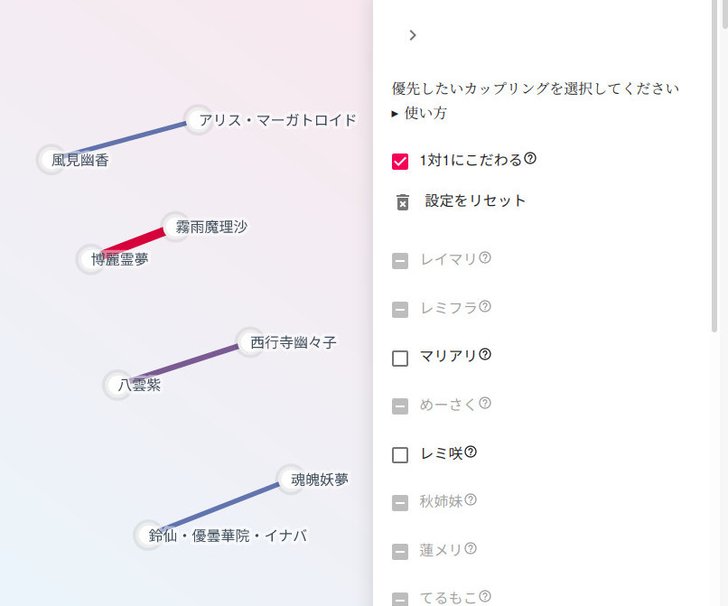 アリス・マーガトロイド
風見幽香
霧雨魔理沙
博麗霊夢
西行寺幽々子
八雲紫
魂魄妖夢
鈴仙・優曇華院・イナバ
優先したいカップリングを選択してください
▸ 使い方
1対1にこだわる?
設定をリセット
レイマリ?
レミフラ?
マリアリ?
めーさく?
レミ咲?
秋姉妹?
蓮メリ?
てるもこ?